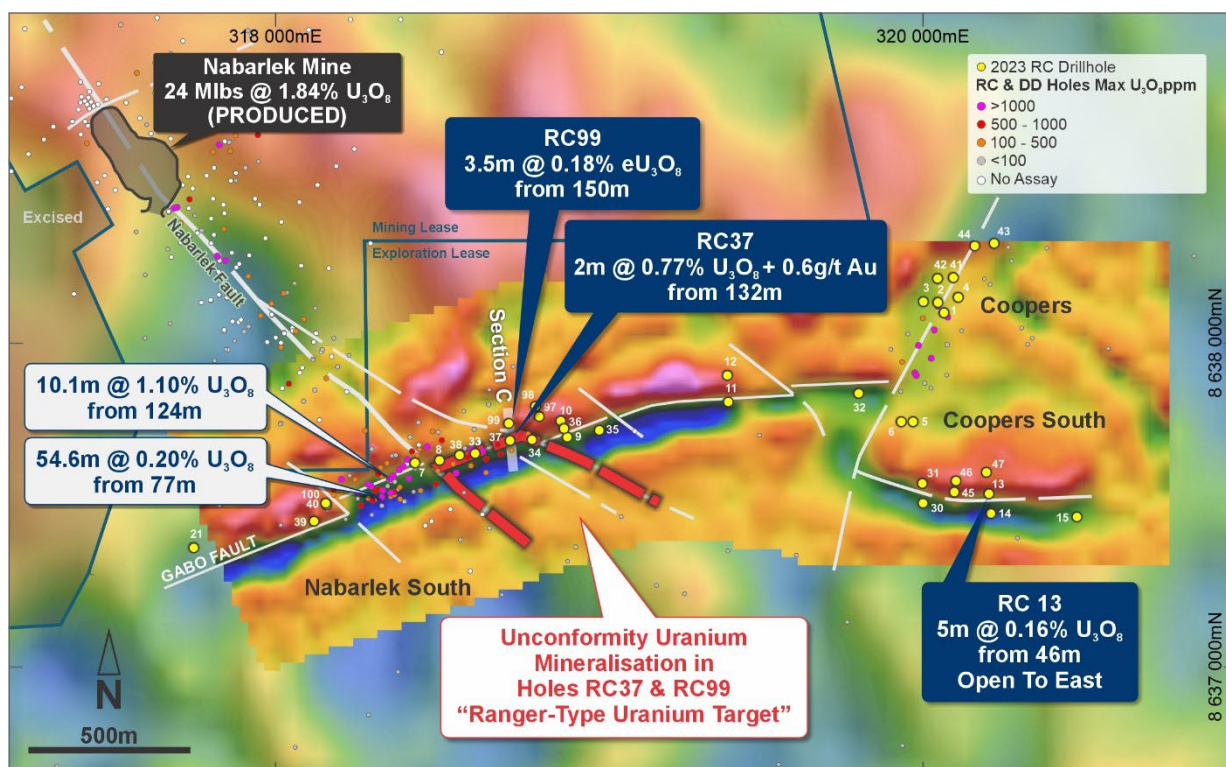 318 000mE
320 000mE
Nabarlek Mine
24 Mlbs @ 1.84% U₃O₈
(PRODUCED)
2023 RC Drillhole
RC & DD Holes Max U₃O₈ppm
>1000
500 - 1000
100 - 500
<100
No Assay
RC99
3.5m @ 0.18% eU₃O₈
from 150m
Excised
Nabarlek Fault
Mining Lease
Exploration Lease
RC37
2m @ 0.77% U₃O₈ + 0.6g/t Au
from 132m
44
43
42
41
3
2
4
1
Coopers
8 638 000mN
Section C
10.1m @ 1.10% U₃O₈
from 124m
12
11
32
98
97
10
99
36
37
34
9
35
6
5
Coopers South
54.6m @ 0.20% U₃O₈
from 77m
7
8
38
33
31
46
47
45
13
30
14
15
100
40
39
21
GABO FAULT
Nabarlek South
Unconformity Uranium
Mineralisation in
Holes RC37 & RC99
“Ranger-Type Uranium Target”
RC 13
5m @ 0.16% U₃O₈
from 46m
Open To East
8 637 000mN
N
500m